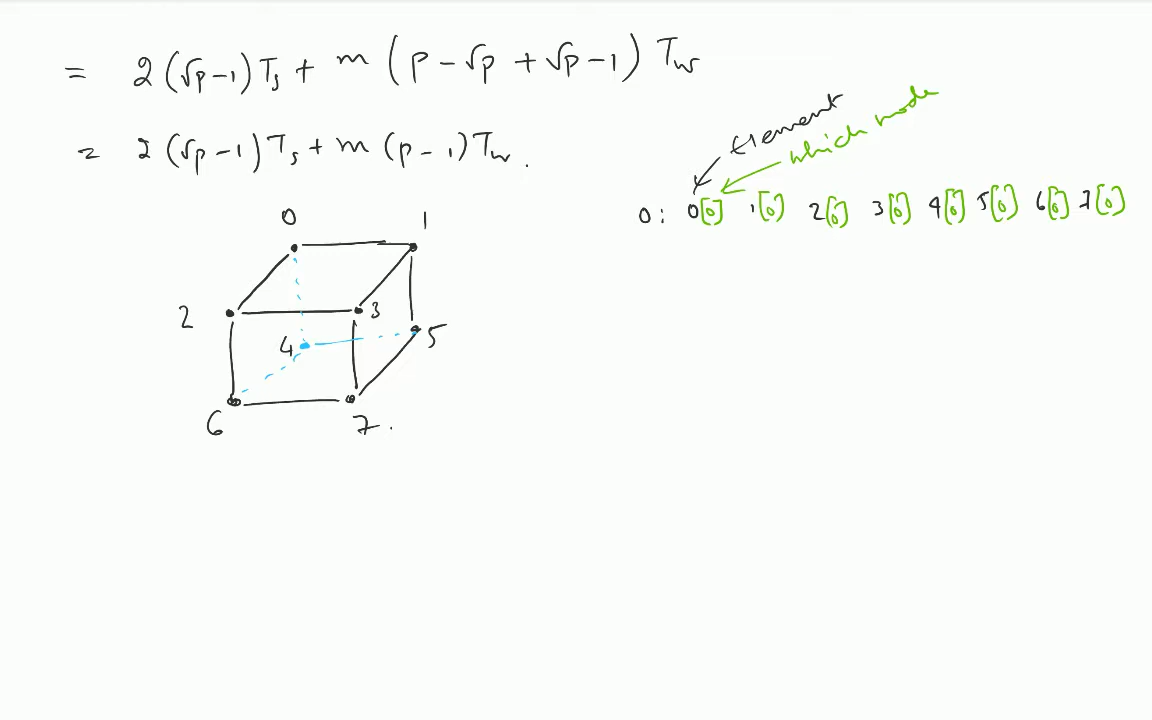 = 2(√p-1)Ts + m (p-√p + √p-1) Tw
= 2(√p-1)Ts + m (p-1)Tw.
element
which node
0: 0[0] 1[0] 2[0] 3[0] 4[0] 5[0] 6[0] 7[0]
0 1
2 3
4 5
6 7.